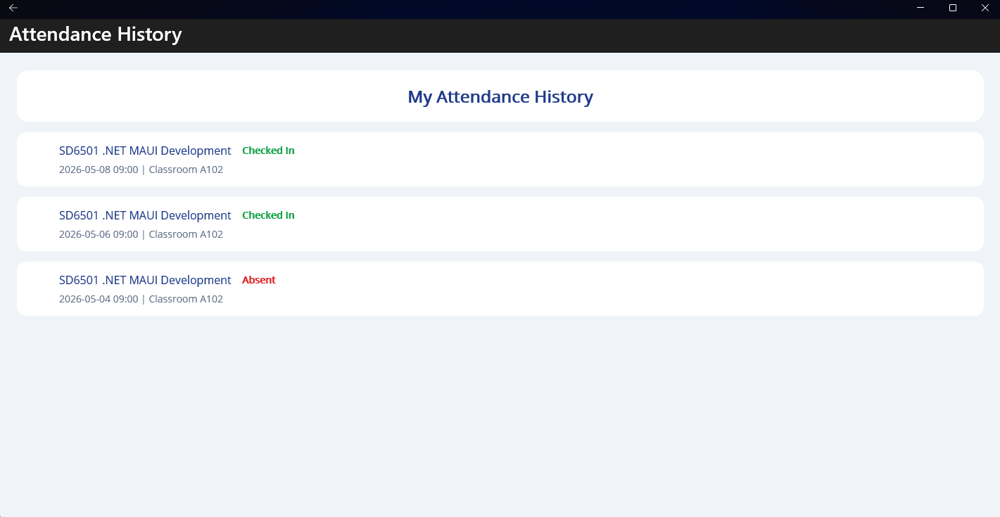 Attendance History
My Attendance History
SD6501 .NET MAUI Development Checked In
2026-05-08 09:00 | Classroom A102
SD6501 .NET MAUI Development Checked In
2026-05-06 09:00 | Classroom A102
SD6501 .NET MAUI Development Absent
2026-05-04 09:00 | Classroom A102